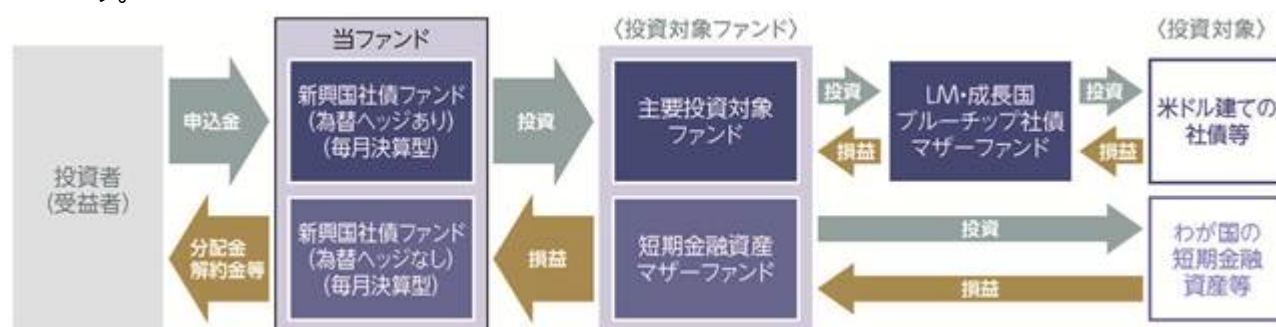 す。
当ファンド
〈投資対象ファンド〉
〈投資対象〉
投資者
(受益者)
申込金
分配金
解約金等
新興国社債ファンド
(為替ヘッジあり)
(毎月決算型)
新興国社債ファンド
(為替ヘッジなし)
(毎月決算型)
投資
損益
主要投資対象
ファンド
短期金融資産
マザーファンド
投資
損益
LM・成長国
ブルーチップ社債
マザーファンド
投資
損益
米ドル建ての
社債等
投資
損益
わが国の
短期金融
資産等